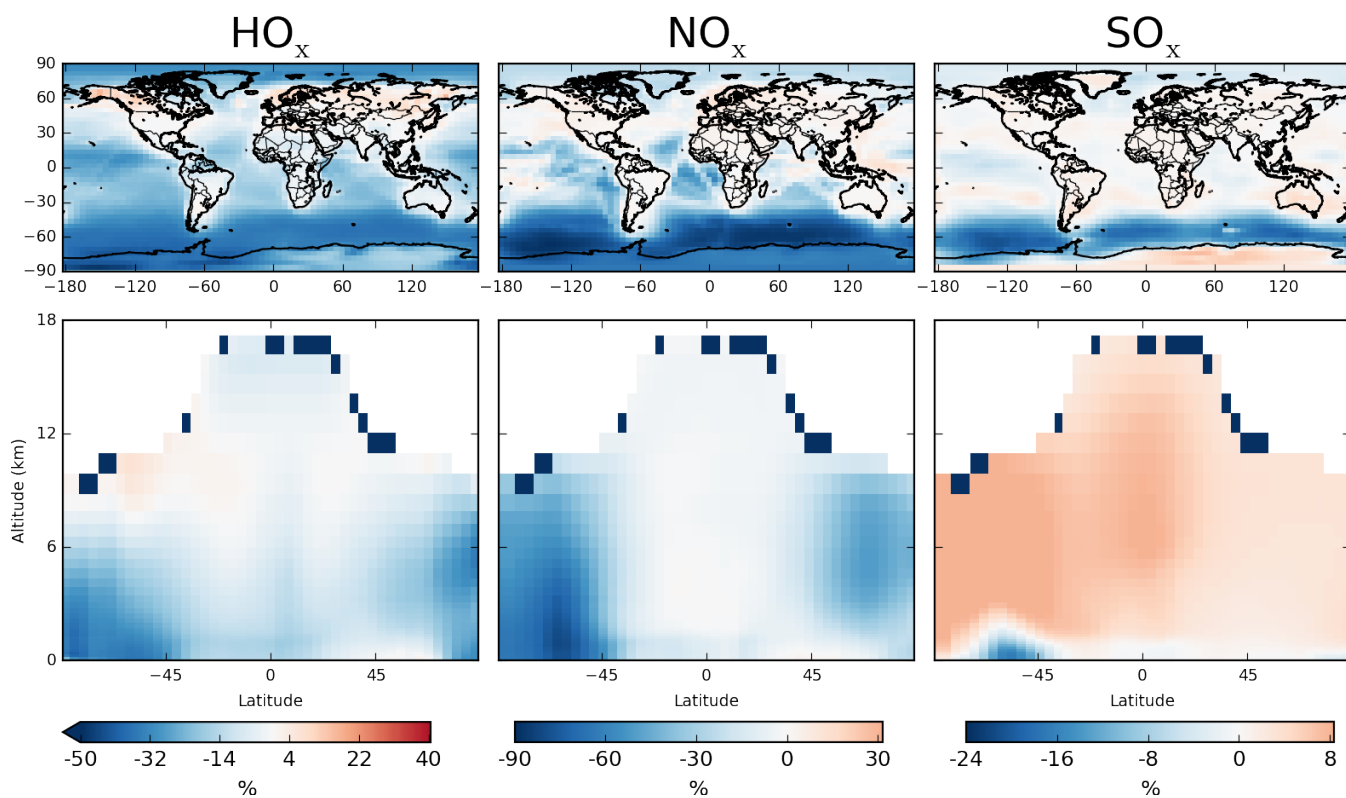 HOx NOx SOx
90
60
30
0
−30
−60
−90
−180 −120 −60 0 60 120 −180 −120 −60 0 60 120 −180 −120 −60 0 60 120
18
12
6
0
Altitude (km)
−45 0 45 −45 0 45 −45 0 45
Latitude Latitude Latitude
-50 -32 -14 4 22 40 -90 -60 -30 0 30 -24 -16 -8 0 8
% % %